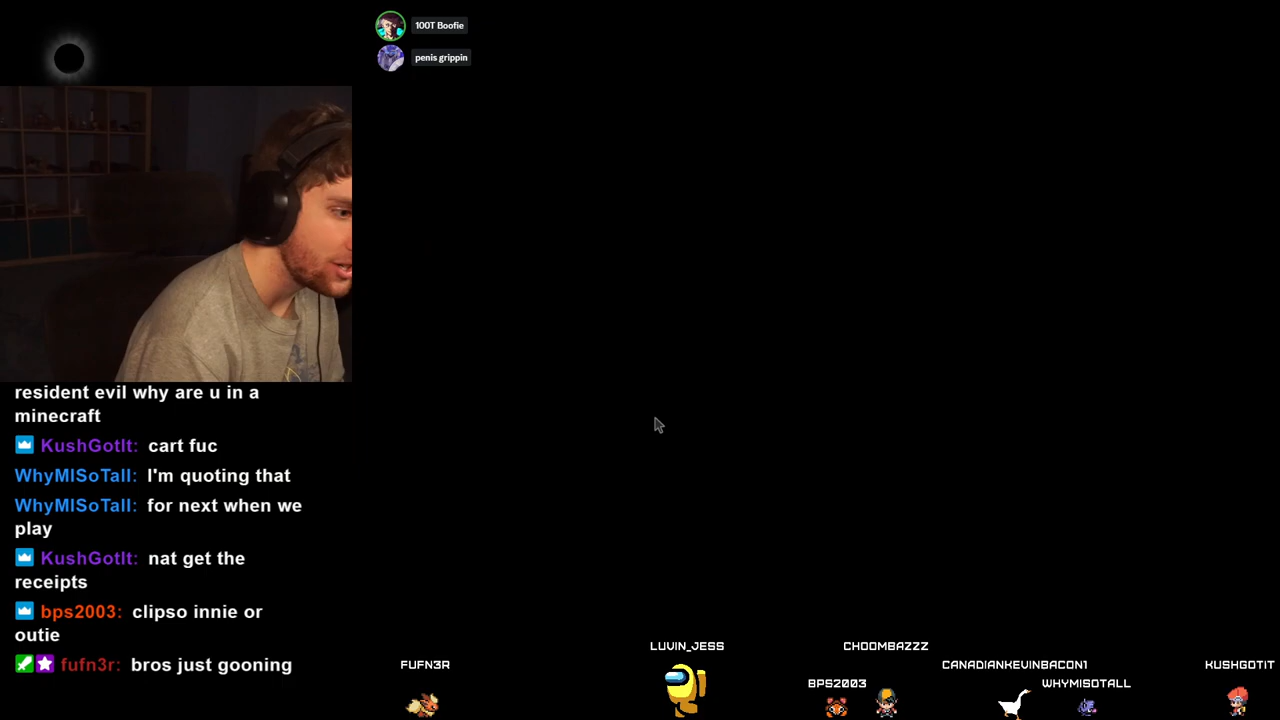 100T Boofie
penis grippin
resident evil why are u in a
minecraft
KushGotIt: cart fuc
WhyMISoTall: I'm quoting that
WhyMISoTall: for next when we
play
KushGotIt: nat get the
receipts
bps2003: clipso innie or
outie
fufn3r: bros just gooning
FUFN3R
LUVIN_JESS
BPS2003
CHOOMBAZZZ
CANADIANKEVINBACON1
WHYMISOTALL
KUSHGOTIT